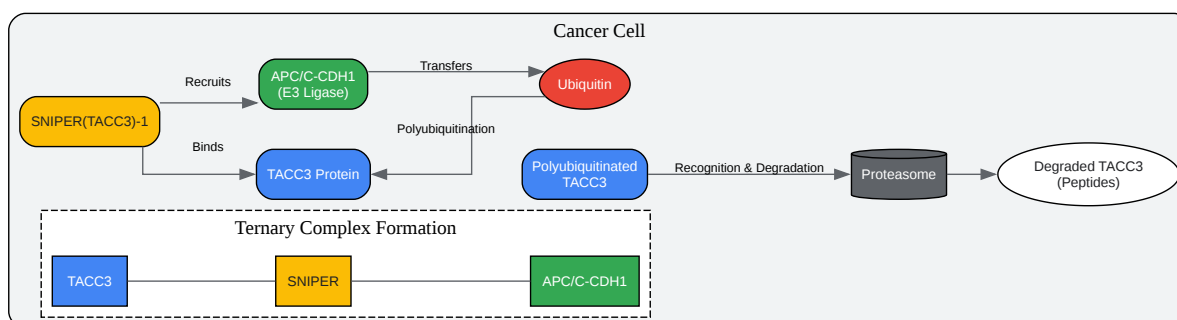 Cancer Cell
Recruits
APC/C-CDH1
(E3 Ligase)
Transfers
Ubiquitin
SNIPER(TACC3)-1
Binds
TACC3 Protein
Polyubiquitination
Polyubiquitinated
TACC3
Recognition & Degradation
Proteasome
Degraded TACC3
(Peptides)
Ternary Complex Formation
TACC3
SNIPER
APC/C-CDH1